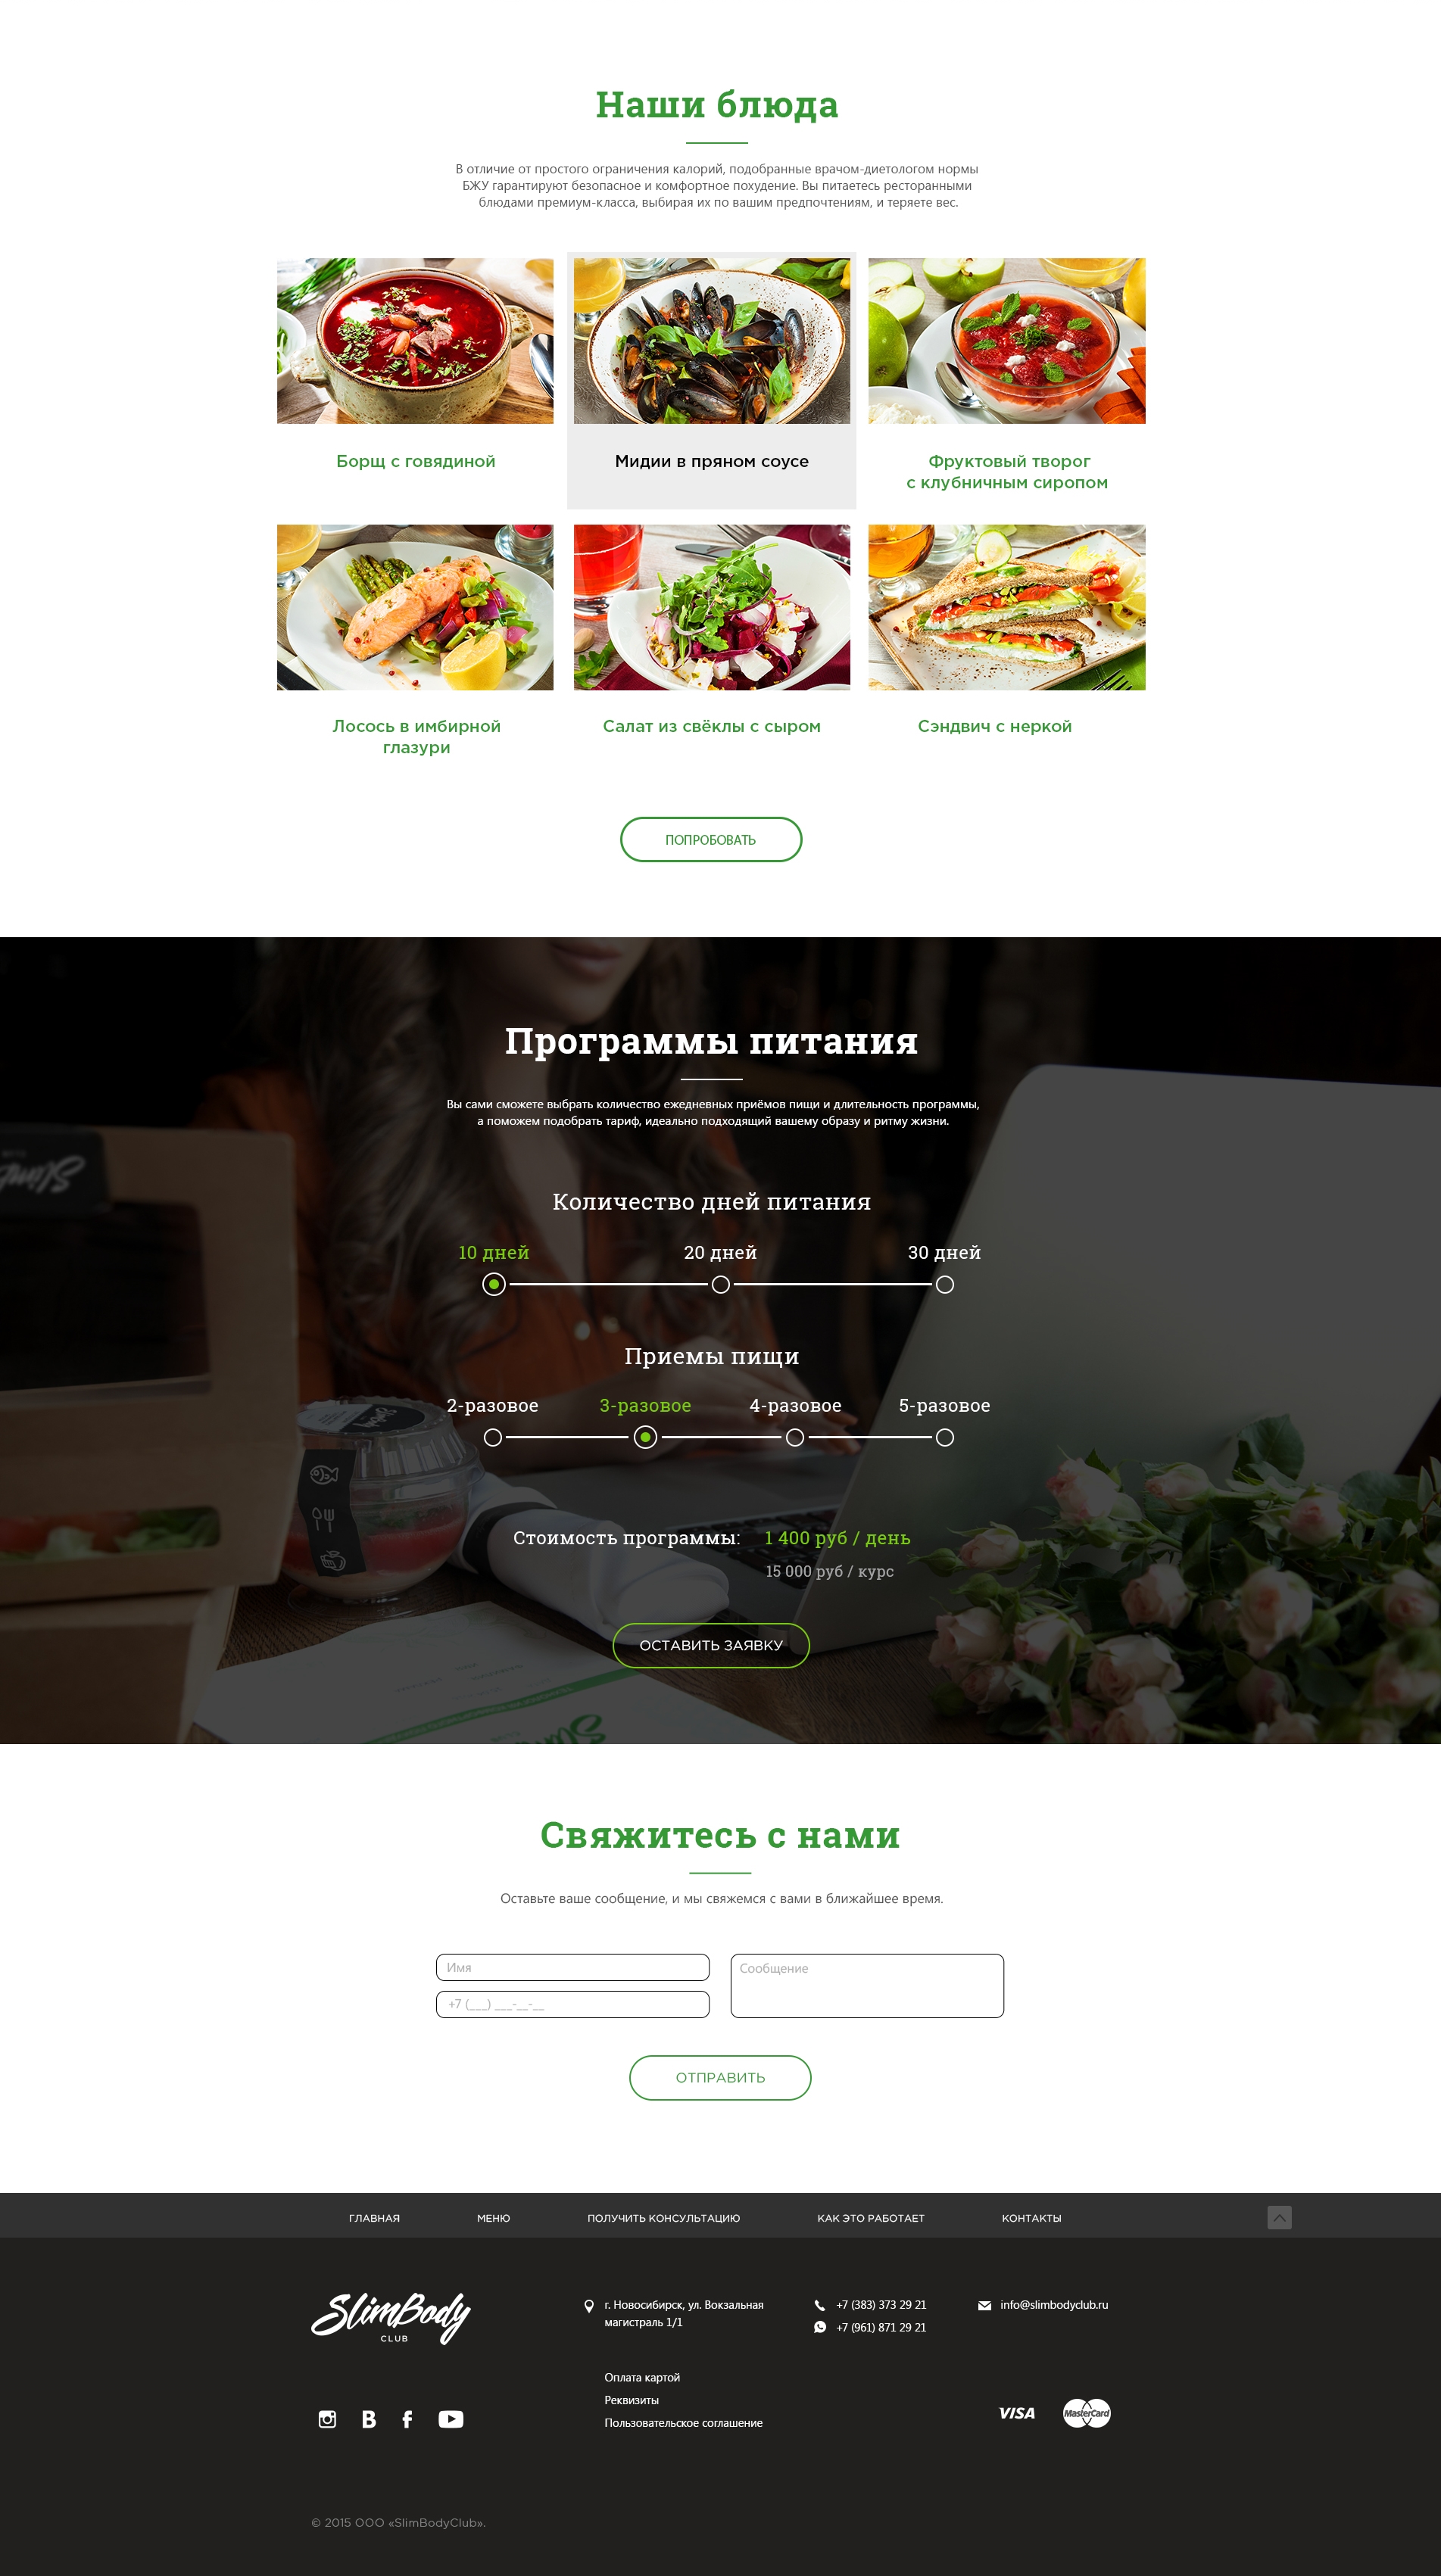 Наши блюда
В отличие от простого ограничения калорий, подобранные врачом-диетологом нормы
БЖУ гарантируют безопасное и комфортное похудение. Вы питаетесь ресторанными
блюдами премиум-класса, выбирая их по вашим предпочтениям, и теряете вес.
Борщ с говядиной
Мидии в пряном соусе
Фруктовый творог
с клубничным сиропом
Лосось в имбирной
глазури
Салат из свёклы с сыром
Сэндвич с неркой
ПОПРОБОВАТЬ
Программы питания
Вы сами сможете выбрать количество ежедневных приёмов пищи и длительность программы,
а поможем подобрать тариф, идеально подходящий вашему образу и ритму жизни.
Количество дней питания
10 дней
20 дней
30 дней
Приемы пищи
2-разовое
3-разовое
4-разовое
5-разовое
Стоимость программы: 1 400 руб / день
15 000 руб / курс
ОСТАВИТЬ ЗАЯВКУ
Свяжитесь с нами
Оставьте ваше сообщение, и мы свяжемся с вами в ближайшее время.
Имя
Сообщение
+7 (___) ___-__-__
ОТПРАВИТЬ
ГЛАВНАЯ
МЕНЮ
ПОЛУЧИТЬ КОНСУЛЬТАЦИЮ
КАК ЭТО РАБОТАЕТ
КОНТАКТЫ
SlimBody
CLUB
г. Новосибирск, ул. Вокзальная
магистраль 1/1
+7 (383) 373 29 21
+7 (961) 871 29 21
info@slimbodyclub.ru
Оплата картой
Реквизиты
Пользовательское соглашение
VISA
MasterCard
© 2015 ООО «SlimBodyClub».